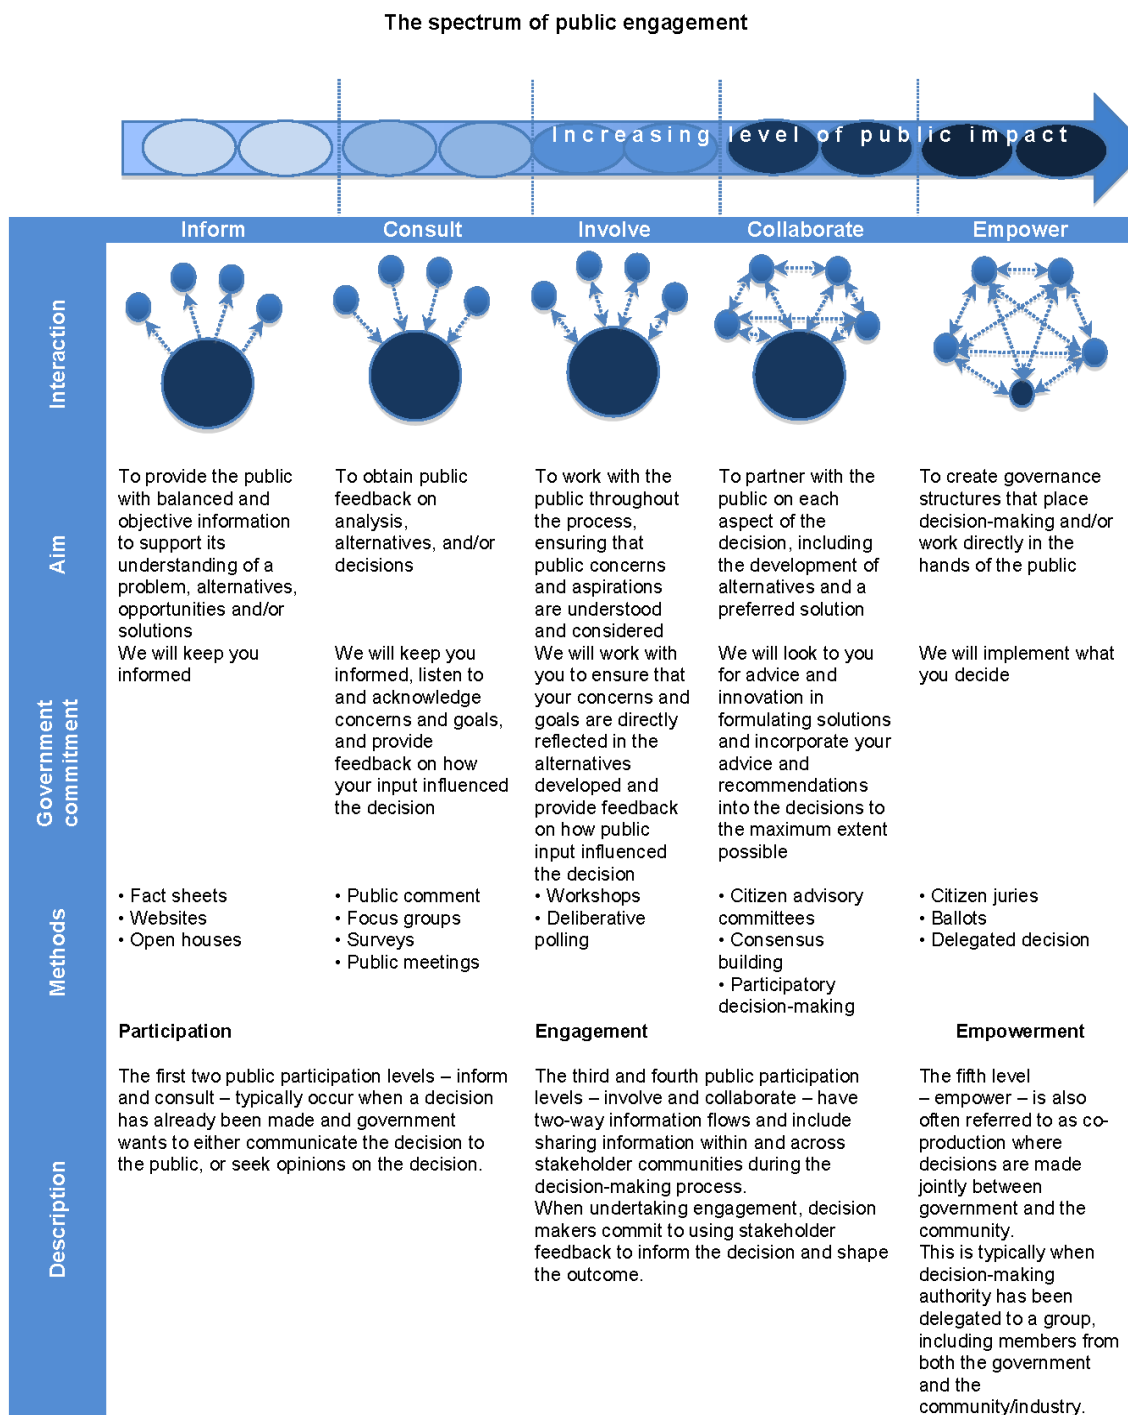 The spectrum of public engagement
Increasing level of public impact
Inform
Consult
Involve
Collaborate
Empower
Interaction
Aim
To provide the public
with balanced and
objective information
to support its
understanding of a
problem, alternatives,
opportunities and/or
solutions
To obtain public
feedback on
analysis,
alternatives, and/or
decisions
To work with the
public throughout
the process,
ensuring that
public concerns
and aspirations
are understood
and considered
To partner with the
public on each
aspect of the
decision, including
the development of
alternatives and a
preferred solution
To create governance
structures that place
decision-making and/or
work directly in the
hands of the public
Government
commitment
We will keep you
informed
We will keep you
informed, listen to
and acknowledge
concerns and goals,
and provide
feedback on how
your input influenced
the decision
We will work with
you to ensure that
your concerns and
goals are directly
reflected in the
alternatives
developed and
provide feedback
on how public
input influenced
the decision
We will look to you
for advice and
innovation in
formulating solutions
and incorporate your
advice and
recommendations
into the decisions to
the maximum extent
possible
We will implement what
you decide
Methods
• Fact sheets
• Websites
• Open houses
• Public comment
• Focus groups
• Surveys
• Public meetings
• Workshops
• Deliberative
polling
• Citizen advisory
committees
• Consensus
building
• Participatory
decision-making
• Citizen juries
• Ballots
• Delegated decision
Description
Participation
The first two public participation levels – inform
and consult – typically occur when a decision
has already been made and government
wants to either communicate the decision to
the public, or seek opinions on the decision.
Engagement
The third and fourth public participation
levels – involve and collaborate – have
two-way information flows and include
sharing information within and across
stakeholder communities during the
decision-making process.
When undertaking engagement, decision
makers commit to using stakeholder
feedback to inform the decision and shape
the outcome.
Empowerment
The fifth level
– empower – is also
often referred to as co-
production where
decisions are made
jointly between
government and the
community.
This is typically when
decision-making
authority has been
delegated to a group,
including members from
both the government
and the
community/industry.